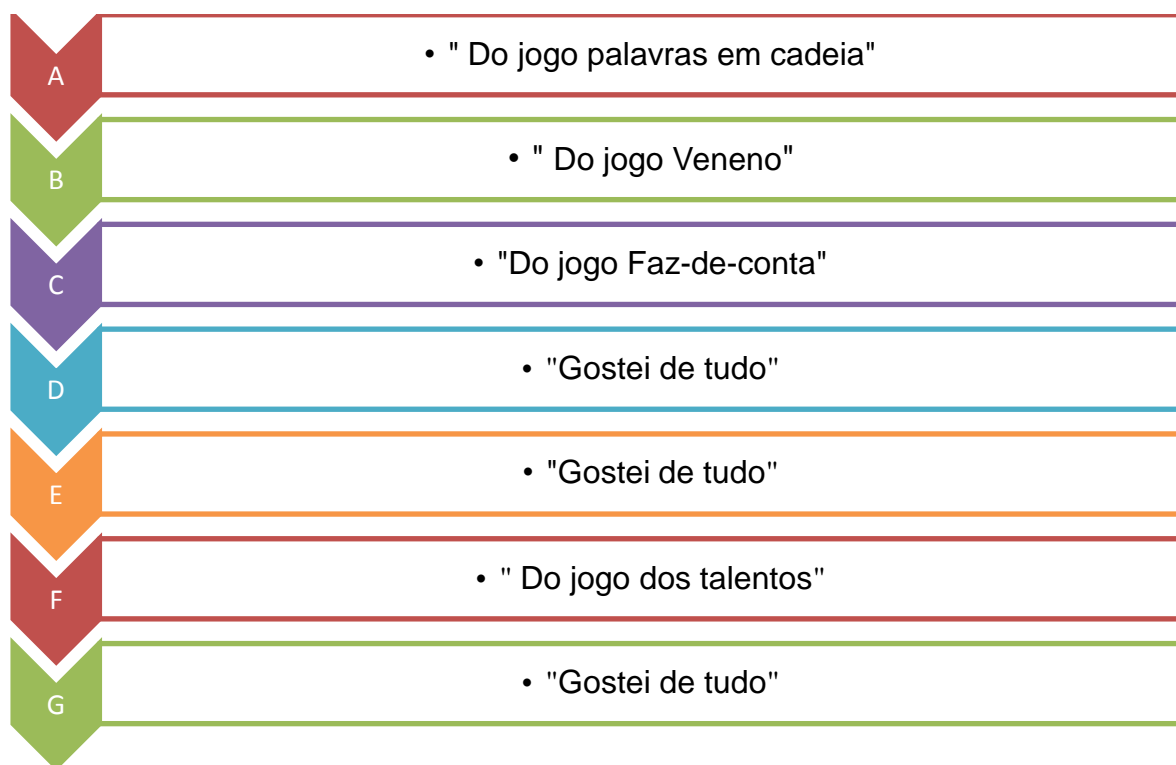 A
• " Do jogo palavras em cadeia"
B
• " Do jogo Veneno"
C
• "Do jogo Faz-de-conta"
D
• "Gostei de tudo"
E
• "Gostei de tudo"
F
• " Do jogo dos talentos"
G
• "Gostei de tudo"